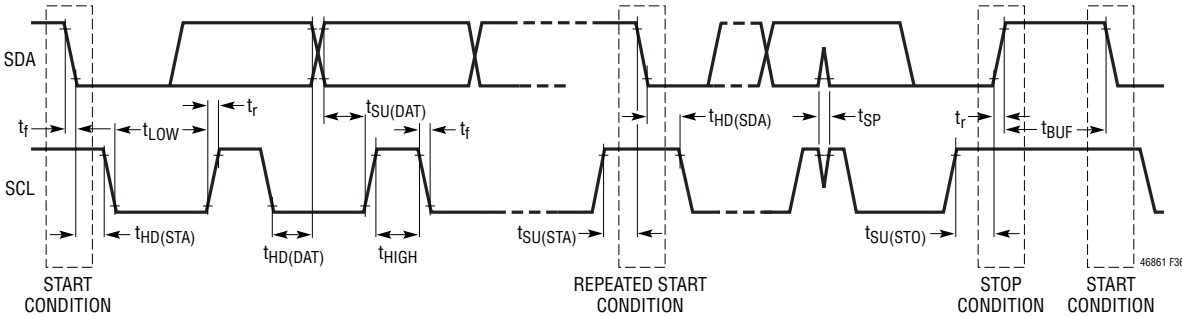 SDA
tf
tLOW
tr
tSU(DAT)
tf
tHD(SDA)
tSP
tr
tBUF
SCL
tHD(STA)
tHD(DAT)
tHIGH
tSU(STA)
tSU(STO)
46861 F36
START
CONDITION
REPEATED START
CONDITION
STOP
CONDITION
START
CONDITION